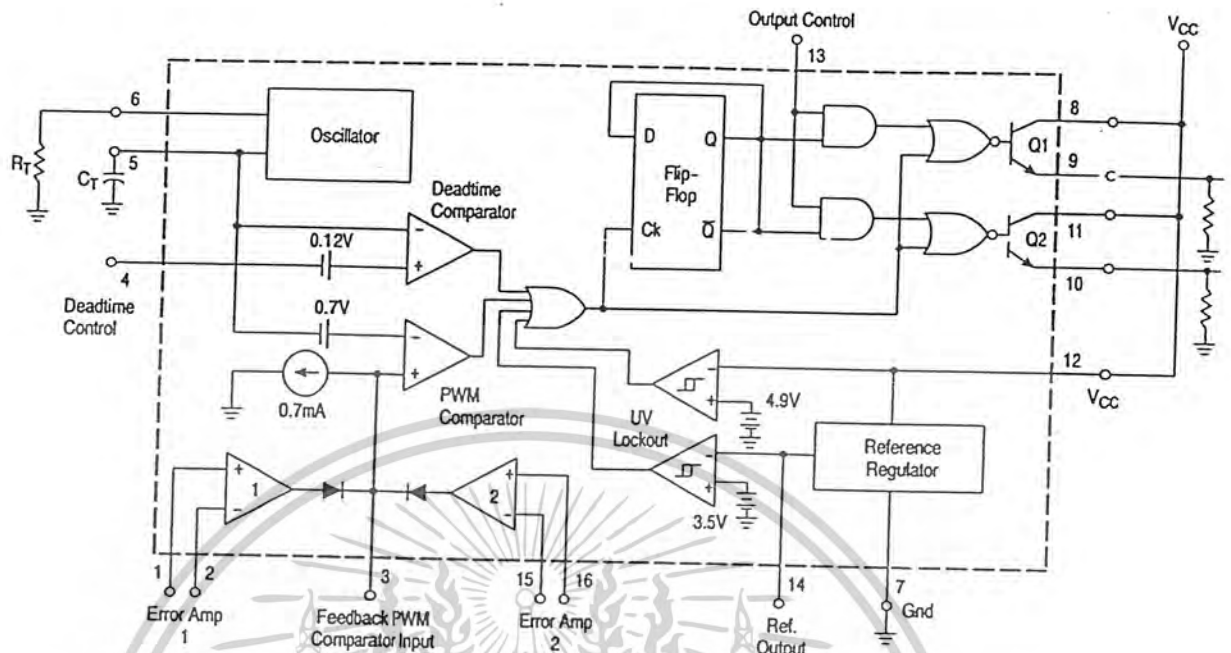 Output Control
13
VCC
6
Oscillator
RT
5
CT
D
Q
Flip-
Flop
Ck
Q̅
8
Q1
9
C
11
Q2
10
Deadtime
Comparator
0.12V
4
Deadtime
Control
0.7V
-
+
-
+
PWM
Comparator
0.7mA
UV
Lockout
-
+
4.9V
-
+
3.5V
12
VCC
Reference
Regulator
+
1
-
+
2
-
1
2
Error Amp
1
3
Feedback PWM
Comparator Input
15
16
Error Amp
2
14
Ref.
Output
7
Gnd